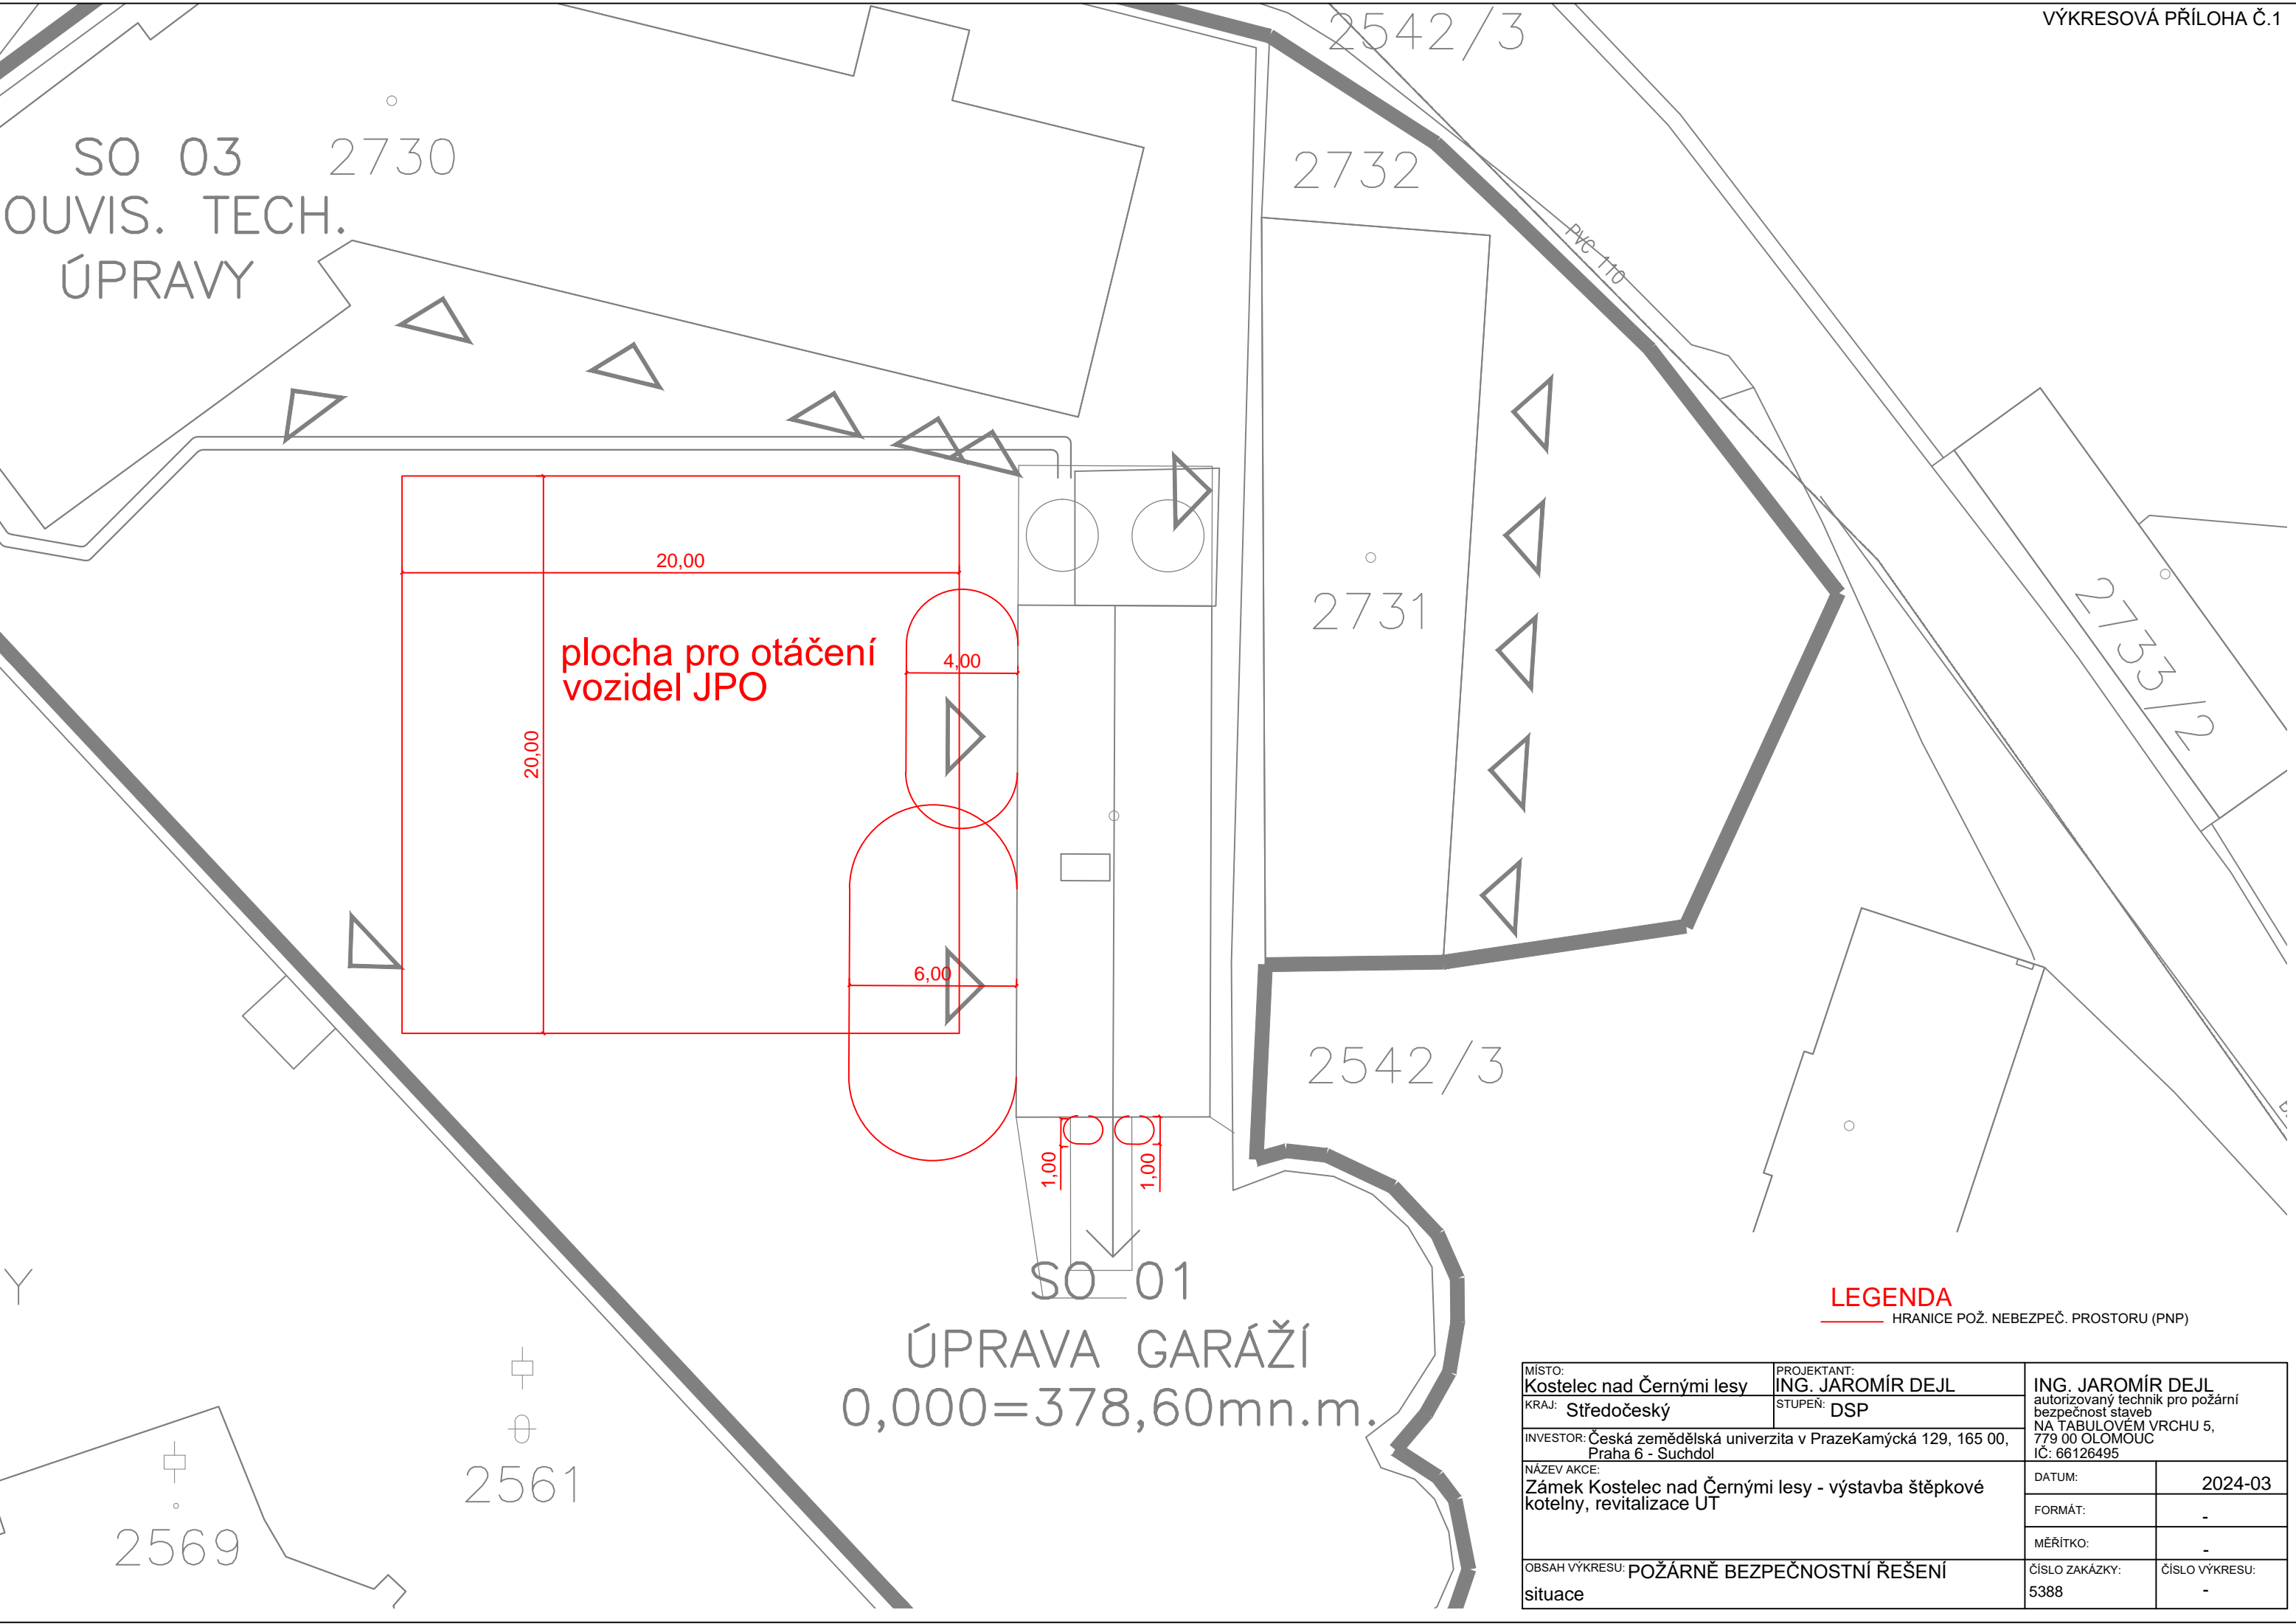 VÝKRESOVÁ PŘÍLOHA Č.1
2542/3
SO 03
OUVIS. TECH.
ÚPRAVY
2730
2732
PVC 110
20,00
plocha pro otáčení
vozidel JPO
4,00
20,00
2731
2733/2
6,00
2542/3
1,00
1,00
SO 01
ÚPRAVA GARÁŽÍ
0,000=378,60mn.m.
Y
2561
2569
LEGENDA
HRANICE POŽ. NEBEZPEČ. PROSTORU (PNP)
MÍSTO:
Kostelec nad Černými lesy
PROJEKTANT:
ING. JAROMÍR DEJL
KRAJ: Středočeský
STUPEŇ: DSP
INVESTOR: Česká zemědělská univerzita v PrazeKamýcká 129, 165 00,
Praha 6 - Suchdol
NÁZEV AKCE:
Zámek Kostelec nad Černými lesy - výstavba štěpkové
kotelny, revitalizace UT
OBSAH VÝKRESU: POŽÁRNĚ BEZPEČNOSTNÍ ŘEŠENÍ
situace
ING. JAROMÍR DEJL
autorizovaný technik pro požární
bezpečnost staveb
NA TABULOVÉM VRCHU 5,
779 00 OLOMOUC
IČ: 66126495
DATUM: 2024-03
FORMÁT: -
MĚŘÍTKO: -
ČÍSLO ZAKÁZKY:
5388
ČÍSLO VÝKRESU:
-